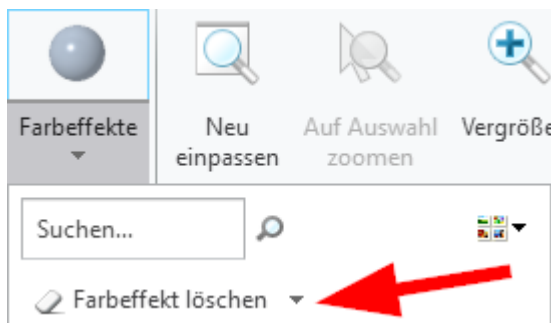 Farbeffekte
Neu
einpassen
Auf Auswahl
zoomen
Vergröße
Suchen...
Farbeffekt löschen